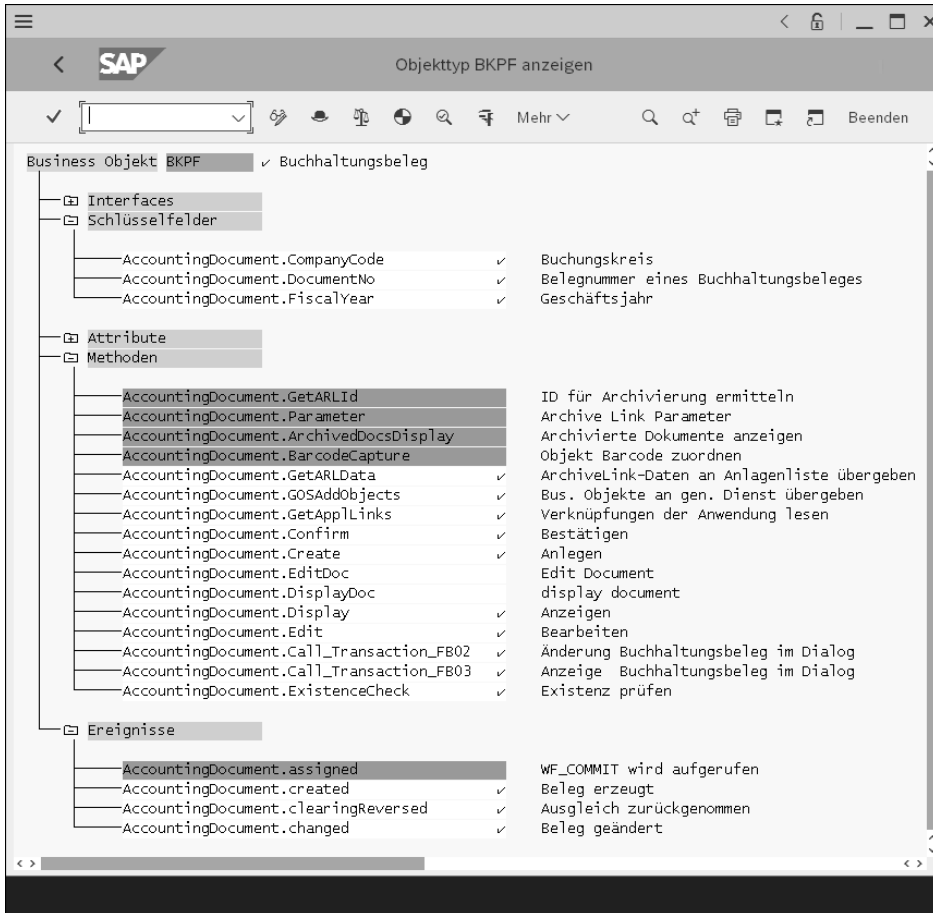 SAP
Objekttyp BKPF anzeigen
Mehr
Beenden
Business Objekt BKPF Buchhaltungsbeleg
Interfaces
Schlüsselfelder
AccountingDocument.CompanyCode Buchungskreis
AccountingDocument.DocumentNo Belegnummer eines Buchhaltungsbeleges
AccountingDocument.FiscalYear Geschäftsjahr
Attribute
Methoden
AccountingDocument.GetARLId ID für Archivierung ermitteln
AccountingDocument.Parameter Archive Link Parameter
AccountingDocument.ArchivedDocsDisplay Archivierte Dokumente anzeigen
AccountingDocument.BarcodeCapture Objekt Barcode zuordnen
AccountingDocument.GetARLData ArchiveLink-Daten an Anlagenliste übergeben
AccountingDocument.GOSAddObjects Bus. Objekte an gen. Dienst übergeben
AccountingDocument.GetApplLinks Verknüpfungen der Anwendung lesen
AccountingDocument.Confirm Bestätigen
AccountingDocument.Create Anlegen
AccountingDocument.EditDoc Edit Document
AccountingDocument.DisplayDoc display document
AccountingDocument.Display Anzeigen
AccountingDocument.Edit Bearbeiten
AccountingDocument.Call_Transaction_FB02 Änderung Buchhaltungsbeleg im Dialog
AccountingDocument.Call_Transaction_FB03 Anzeige Buchhaltungsbeleg im Dialog
AccountingDocument.ExistenceCheck Existenz prüfen
Ereignisse
AccountingDocument.assigned WF_COMMIT wird aufgerufen
AccountingDocument.created Beleg erzeugt
AccountingDocument.clearingReversed Ausgleich zurückgenommen
AccountingDocument.changed Beleg geändert